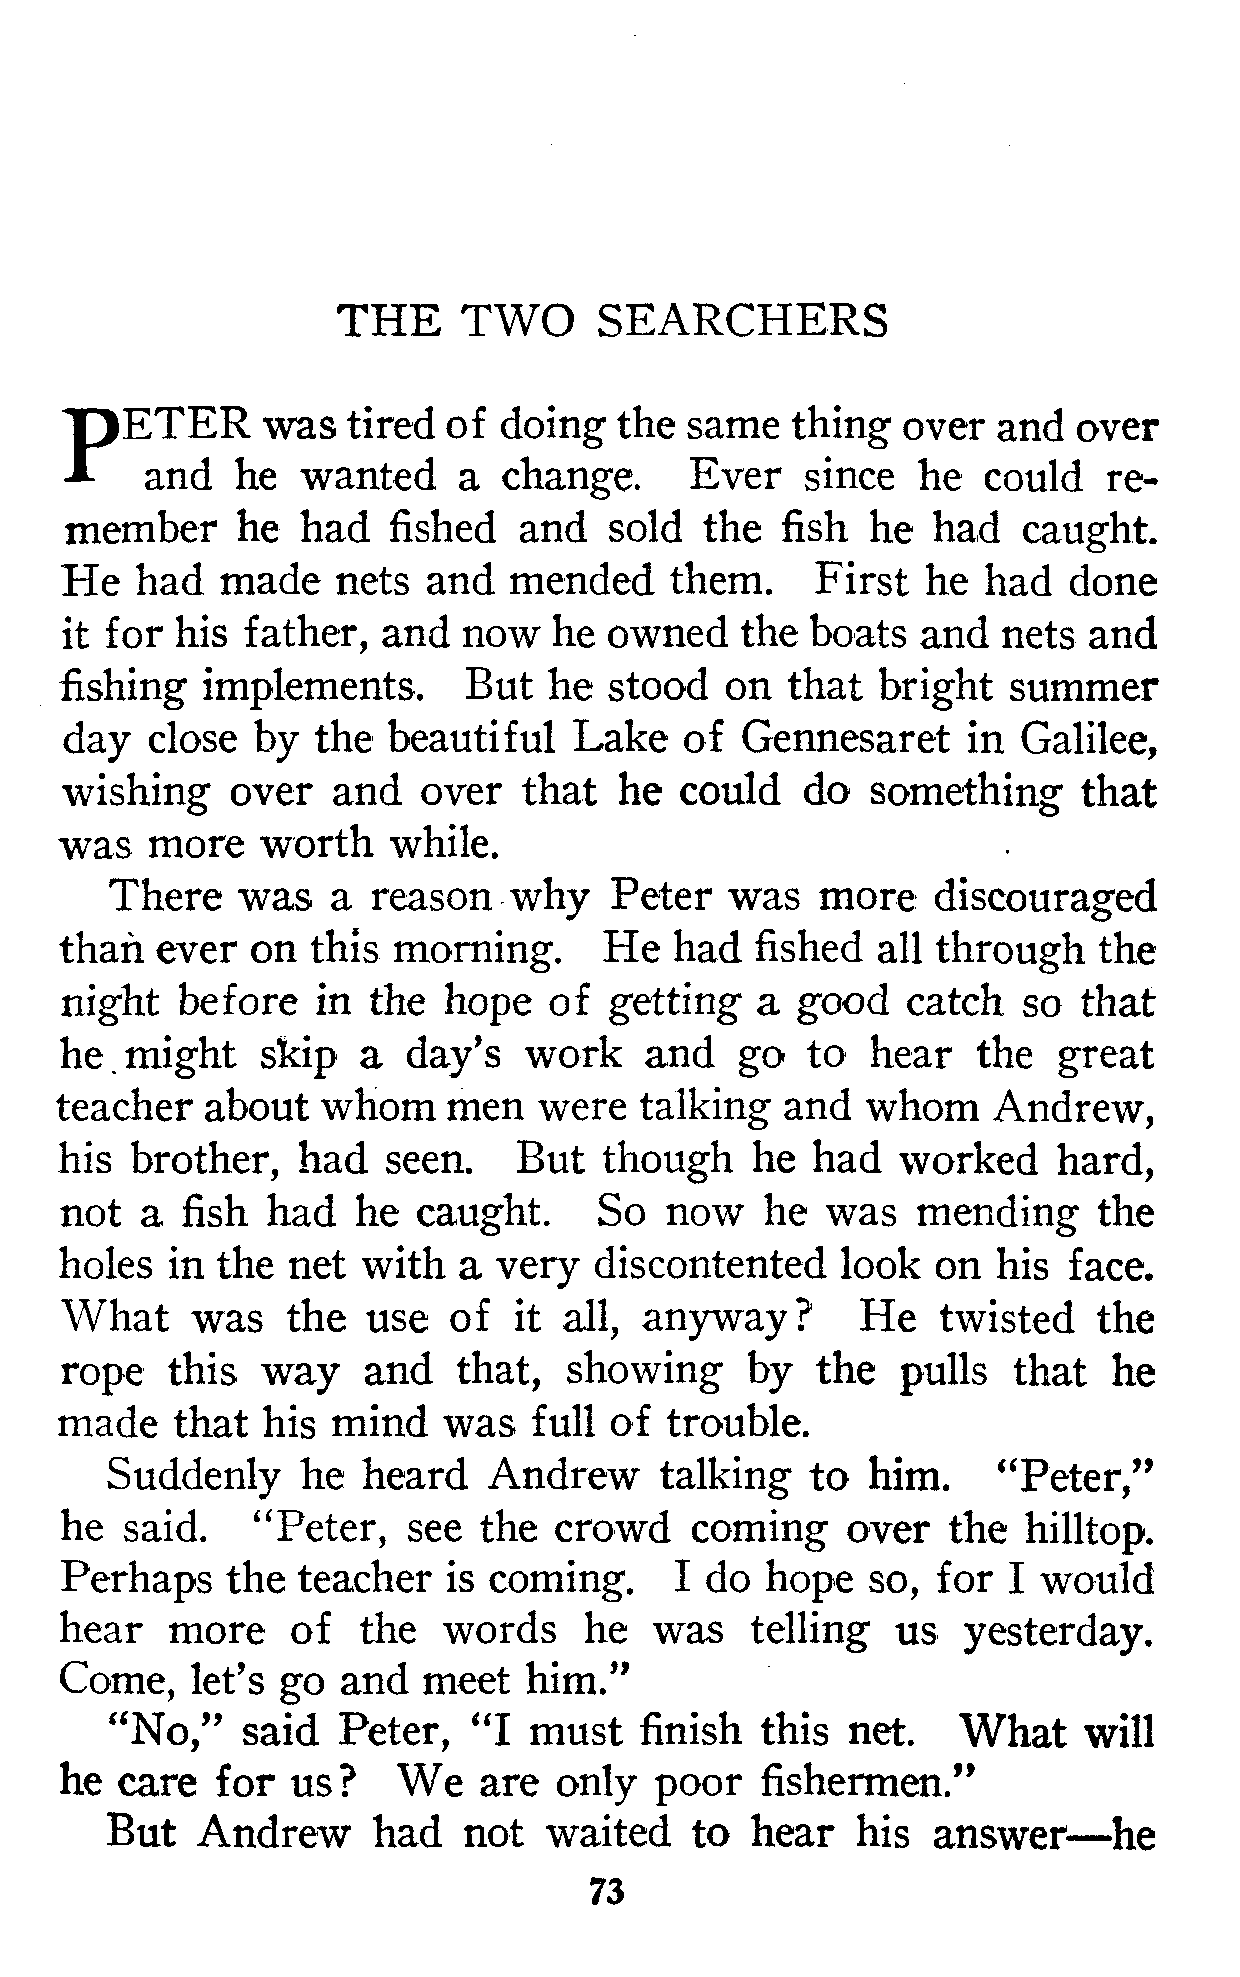 THE TWO SEARCHERS
PETER was tired of doing the same thing over and over
and he wanted a change. Ever since he could re-
member he had fished and sold the fish he had caught.
He had made nets and mended them. First he had done
it for his father, and now he owned the boats and nets and
fishing implements. But he stood on that bright summer
day close by the beautiful Lake of Gennesaret in Galilee,
wishing over and over that he could do something that
was more worth while.
There was a reason why Peter was more discouraged
than ever on this morning. He had fished all through the
night before in the hope of getting a good catch so that
he might skip a day's work and go to hear the great
teacher about whom men were talking and whom Andrew,
his brother, had seen. But though he had worked hard,
not a fish had he caught. So now he was mending the
holes in the net with a very discontented look on his face.
What was the use of it all, anyway? He twisted the
rope this way and that, showing by the pulls that he
made that his mind was full of trouble.
Suddenly he heard Andrew talking to him. "Peter,"
he said. "Peter, see the crowd coming over the hilltop.
Perhaps the teacher is coming. I do hope so, for I would
hear more of the words he was telling us yesterday.
Come, let's go and meet him."
"No," said Peter, "I must finish this net. What will
he care for us? We are only poor fishermen."
But Andrew had not waited to hear his answer—he
73